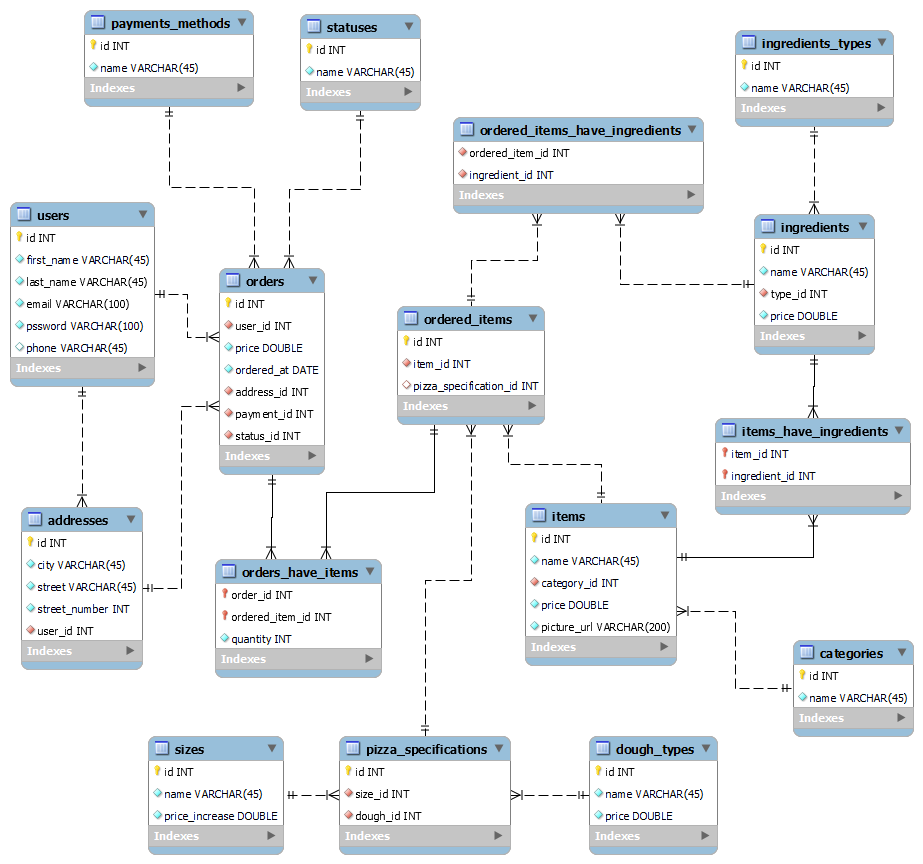 payments_methods
id INT
name VARCHAR(45)
Indexes
statuses
id INT
name VARCHAR(45)
Indexes
ingredients_types
id INT
name VARCHAR(45)
Indexes
ordered_items_have_ingredients
ordered_item_id INT
ingredient_id INT
Indexes
users
id INT
first_name VARCHAR(45)
last_name VARCHAR(45)
email VARCHAR(100)
pssword VARCHAR(100)
phone VARCHAR(45)
Indexes
orders
id INT
user_id INT
price DOUBLE
ordered_at DATE
address_id INT
payment_id INT
status_id INT
Indexes
ingredients
id INT
name VARCHAR(45)
type_id INT
price DOUBLE
Indexes
ordered_items
id INT
item_id INT
pizza_specification_id INT
Indexes
items_have_ingredients
item_id INT
ingredient_id INT
Indexes
addresses
id INT
city VARCHAR(45)
street VARCHAR(45)
street_number INT
user_id INT
Indexes
orders_have_items
order_id INT
ordered_item_id INT
quantity INT
Indexes
items
id INT
name VARCHAR(45)
category_id INT
price DOUBLE
picture_url VARCHAR(200)
Indexes
categories
id INT
name VARCHAR(45)
Indexes
sizes
id INT
name VARCHAR(45)
price_increase DOUBLE
Indexes
pizza_specifications
id INT
size_id INT
dough_id INT
Indexes
dough_types
id INT
name VARCHAR(45)
price DOUBLE
Indexes